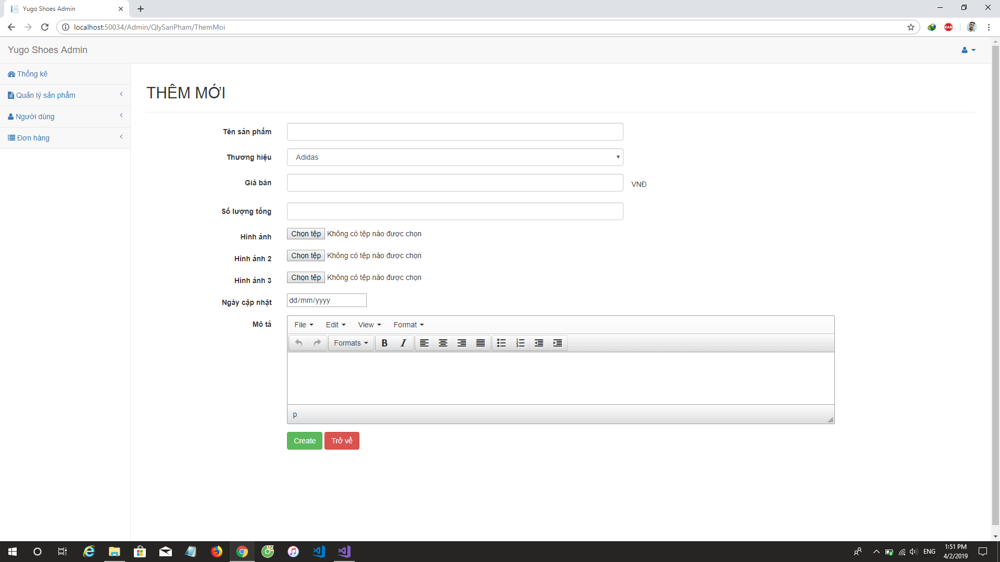 Yugo Shoes Admin
localhost:50034/Admin/QlySanPham/ThemMoi
EAB
Yugo Shoes Admin
Thống kê
Quản lý sản phẩm
Người dùng
Đơn hàng
THÊM MỚI
Tên sản phẩm
Thương hiệu
Adidas
Giá bán
VNĐ
Số lượng tổng
Hình ảnh
Chọn tệp Không có tệp nào được chọn
Hình ảnh 2
Chọn tệp Không có tệp nào được chọn
Hình ảnh 3
Chọn tệp Không có tệp nào được chọn
Ngày cập nhật
dd/mm/yyyy
Mô tả
File Edit View Format
Formats B I
p
Create Trở về
ENG
1:51 PM
4/2/2019